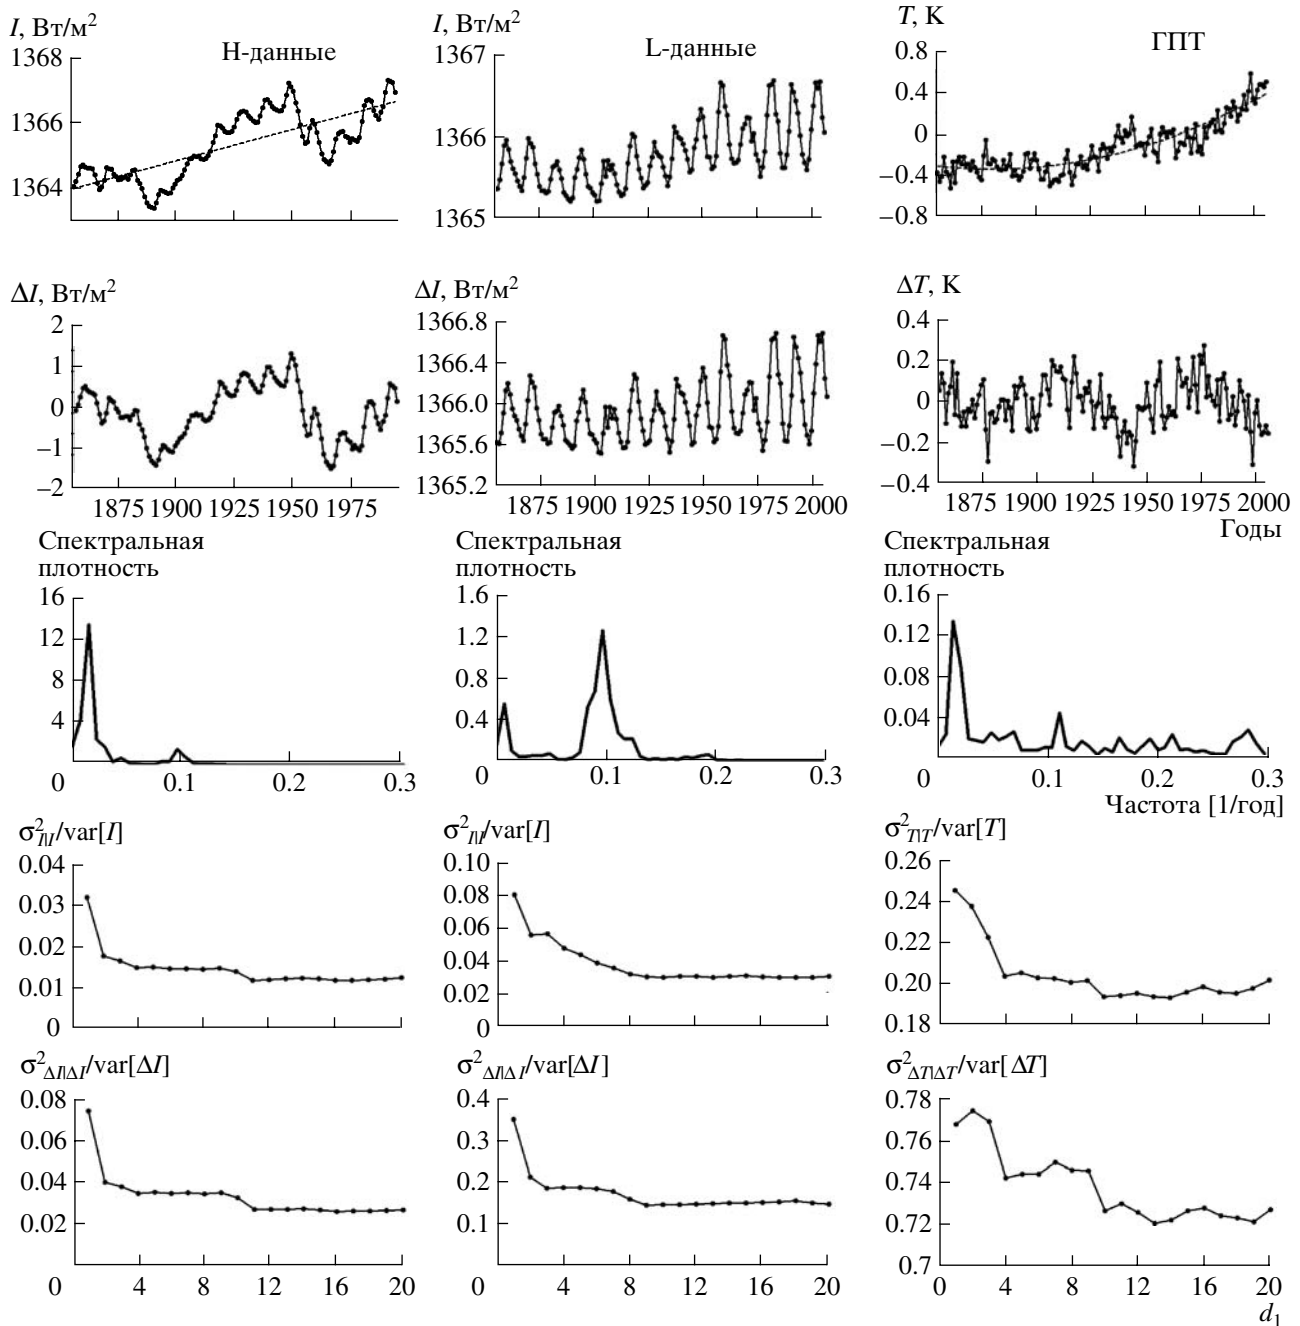 I, Вт/м²
1368
1366
1364
H-данные
I, Вт/м²
1367
1366
1365
L-данные
T, K
0.8
0.4
0
−0.4
−0.8
ГПТ
ΔI, Вт/м²
2
1
0
−1
−2
1875 1900 1925 1950 1975
ΔI, Вт/м²
1366.8
1366.4
1366.0
1365.6
1365.2
1875 1900 1925 1950 1975 2000
ΔT, K
0.4
0.2
0
−0.2
−0.4
1900 1925 1950 1975 2000
Годы
Спектральная
плотность
16
12
8
4
0 0.1 0.2 0.3
Спектральная
плотность
1.6
1.2
0.8
0.4
0 0.1 0.2 0.3
Спектральная
плотность
0.16
0.12
0.08
0.04
0 0.1 0.2 0.3
Частота [1/год]
σ²I|I/var[I]
0.04
0.03
0.02
0.01
0
σ²I|I/var[I]
0.10
0.08
0.06
0.04
0.02
0
σ²T|T/var[T]
0.26
0.24
0.22
0.20
0.18
σ²ΔI|ΔI/var[ΔI]
0.08
0.06
0.04
0.02
0 4 8 12 16 20
σ²ΔI|ΔI/var[ΔI]
0.4
0.3
0.2
0.1
0 4 8 12 16 20
σ²ΔT|ΔT/var[ΔT]
0.78
0.76
0.74
0.72
0.7
0 4 8 12 16 20
d₁